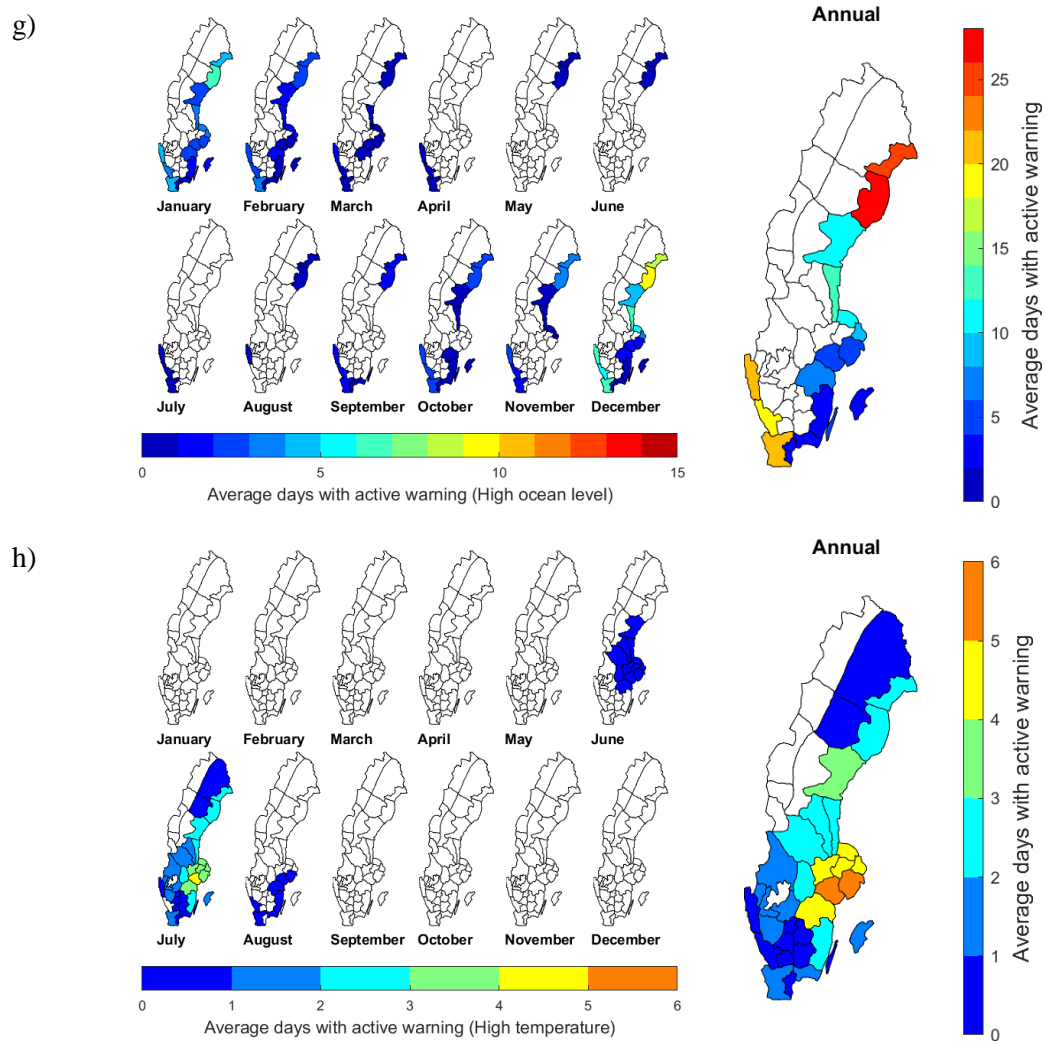 g)
Annual
January February March April May June
July August September October November December
0 5 10 15
Average days with active warning (High ocean level)
25
20
15
10
5
0
Average days with active warning
h)
Annual
January February March April May June
July August September October November December
0 1 2 3 4 5 6
Average days with active warning (High temperature)
6
5
4
3
2
1
0
Average days with active warning